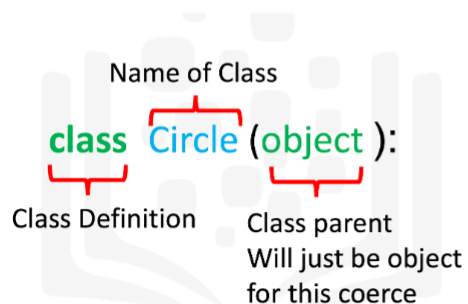 Name of Class
class Circle (object ):
Class Definition
Class parent
Will just be object
for this coerce